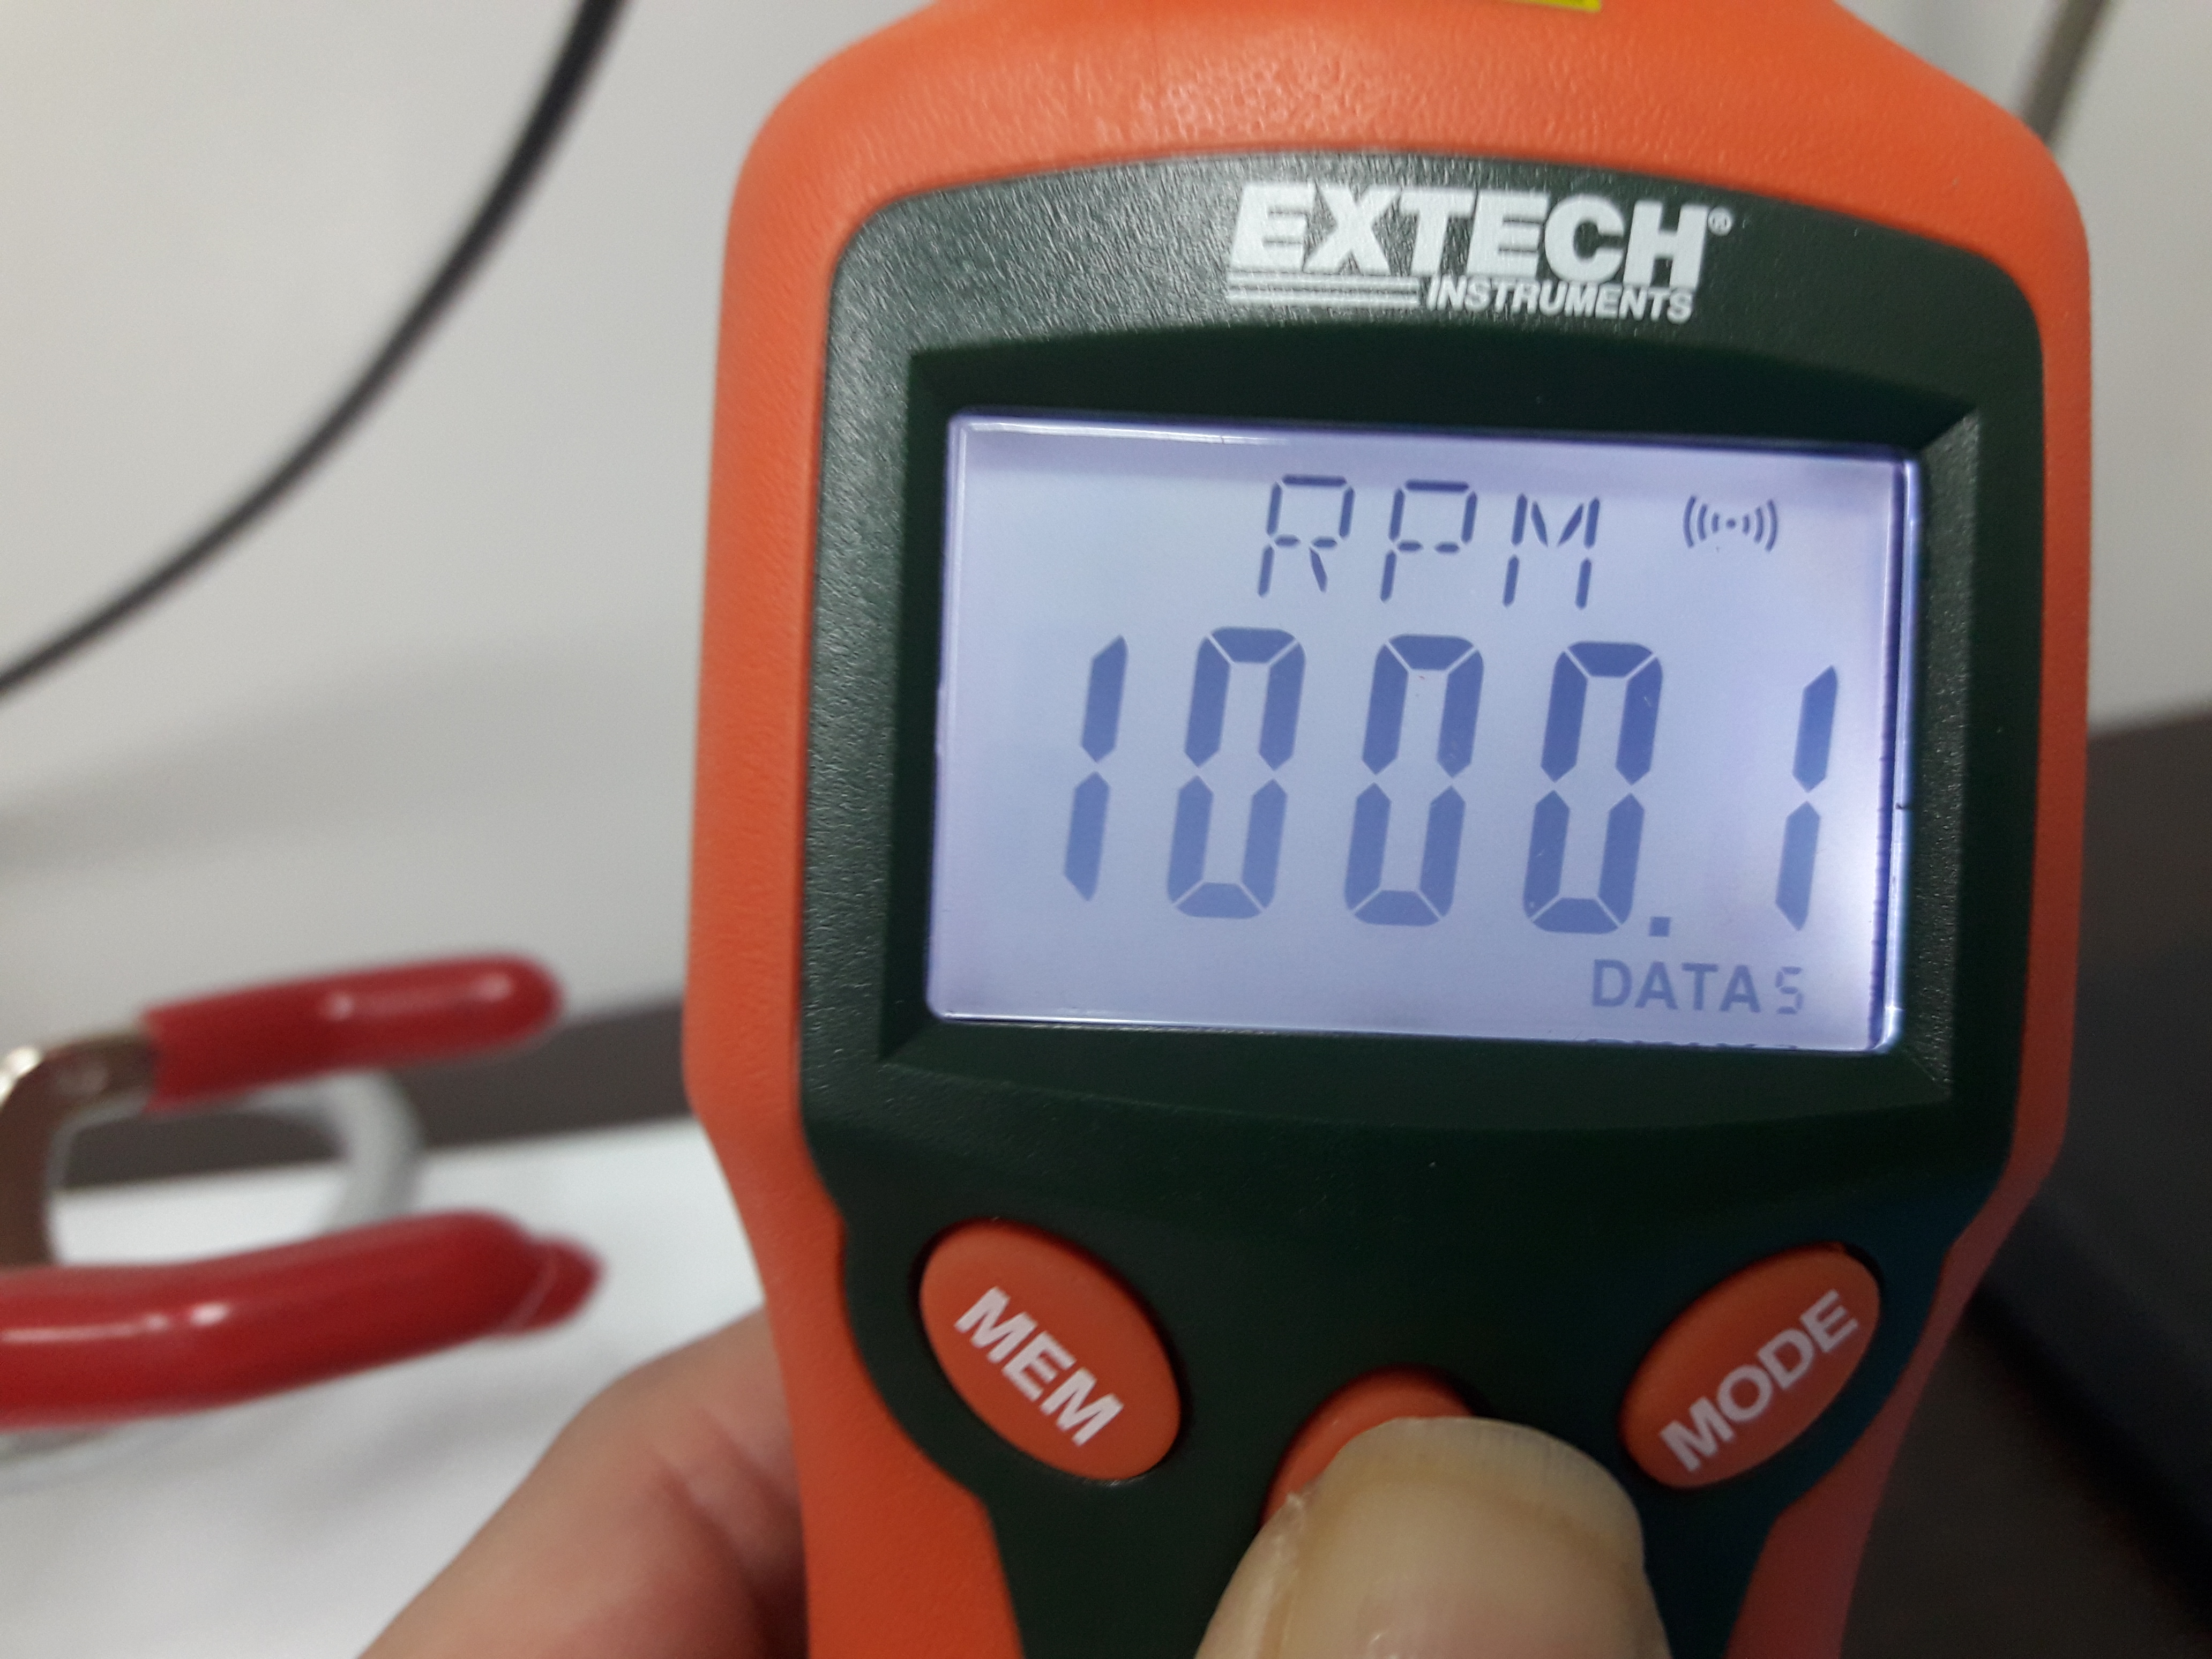 EXTECH®
INSTRUMENTS
RPM
1000.1
DATA 5
MEM
MODE